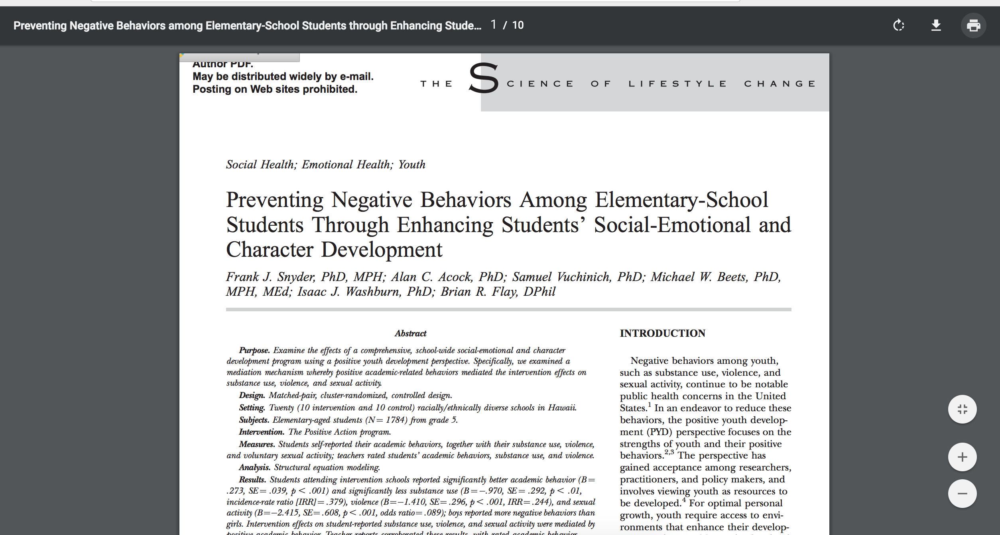 Preventing Negative Behaviors among Elementary-School Students through Enhancing Stude... 1 / 10
Author PDF.
May be distributed widely by e-mail.
Posting on Web sites prohibited.
THE SCIENCE OF LIFESTYLE CHANGE
Social Health; Emotional Health; Youth
Preventing Negative Behaviors Among Elementary-School
Students Through Enhancing Students’ Social-Emotional and
Character Development
Frank J. Snyder, PhD, MPH; Alan C. Acock, PhD; Samuel Vuchinich, PhD; Michael W. Beets, PhD,
MPH, MEd; Isaac J. Washburn, PhD; Brian R. Flay, DPhil
Abstract
Purpose. Examine the effects of a comprehensive, school-wide social-emotional and character
development program using a positive youth development perspective. Specifically, we examined a
mediation mechanism whereby positive academic-related behaviors mediated the intervention effects on
substance use, violence, and sexual activity.
Design. Matched-pair, cluster-randomized, controlled design.
Setting. Twenty (10 intervention and 10 control) racially/ethnically diverse schools in Hawaii.
Subjects. Elementary-aged students (N = 1784) from grade 5.
Intervention. The Positive Action program.
Measures. Students self-reported their academic behaviors, together with their substance use, violence,
and voluntary sexual activity; teachers rated students’ academic behaviors, substance use, and violence.
Analysis. Structural equation modeling.
Results. Students attending intervention schools reported significantly better academic behavior (B =
.273, SE = .039, p < .001) and significantly less substance use (B = −.970, SE = .292, p < .01,
incidence-rate ratio [IRR] = .379), violence (B = −1.410, SE = .296, p < .001, IRR = .244), and sexual
activity (B = −2.415, SE = .608, p < .001, odds ratio = .089); boys reported more negative behaviors than
girls. Intervention effects on student-reported substance use, violence, and sexual activity were mediated by
positive academic behavior. Teacher reports corroborated these results, with rated academic behavior
INTRODUCTION
Negative behaviors among youth,
such as substance use, violence, and
sexual activity, continue to be notable
public health concerns in the United
States.1 In an endeavor to reduce these
behaviors, the positive youth develop-
ment (PYD) perspective focuses on the
strengths of youth and their positive
behaviors.2,3 The perspective has
gained acceptance among researchers,
practitioners, and policy makers, and
involves viewing youth as resources to
be developed.4 For optimal personal
growth, youth require access to envi-
ronments that enhance their develop-